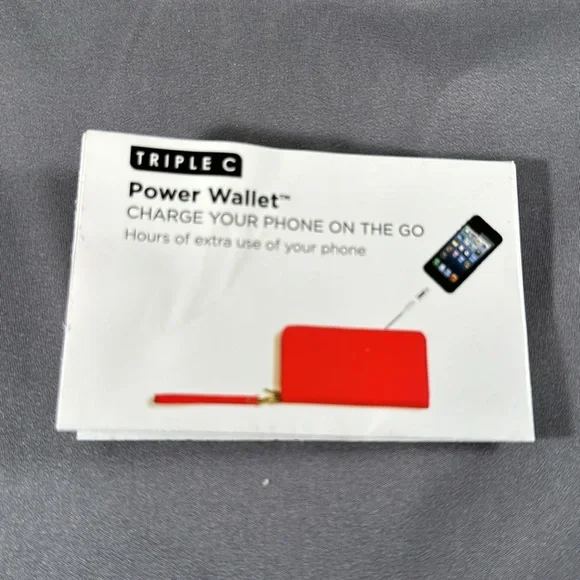 TRIPLE C
Power Wallet™
CHARGE YOUR PHONE ON THE GO
Hours of extra use of your phone